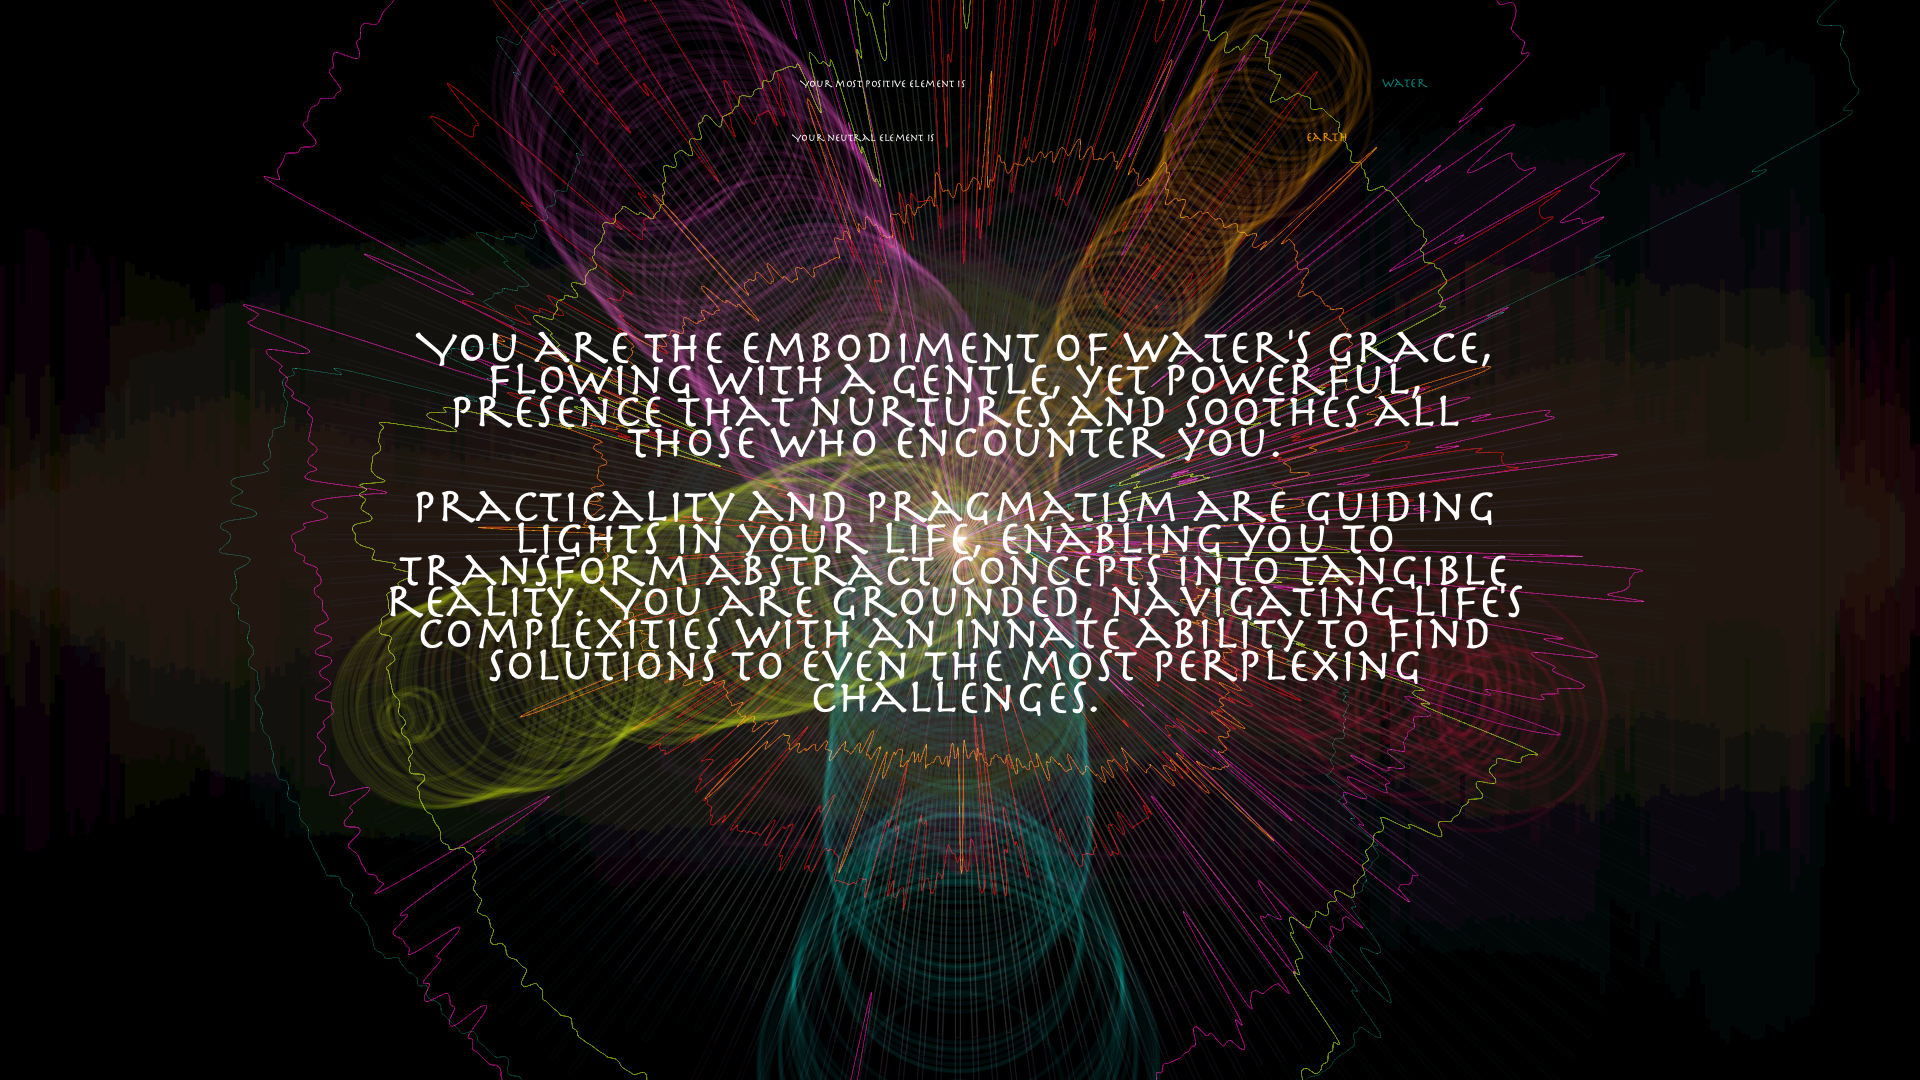 Your most positive element is Water
Your neutral element is Earth
You are the embodiment of Water's grace,
flowing with a gentle, yet powerful,
presence that nurtures and soothes all
those who encounter you.
Practicality and pragmatism are guiding
lights in your life, enabling you to
transform abstract concepts into tangible
reality. You are grounded, navigating life's
complexities with an innate ability to find
solutions to even the most perplexing
challenges.